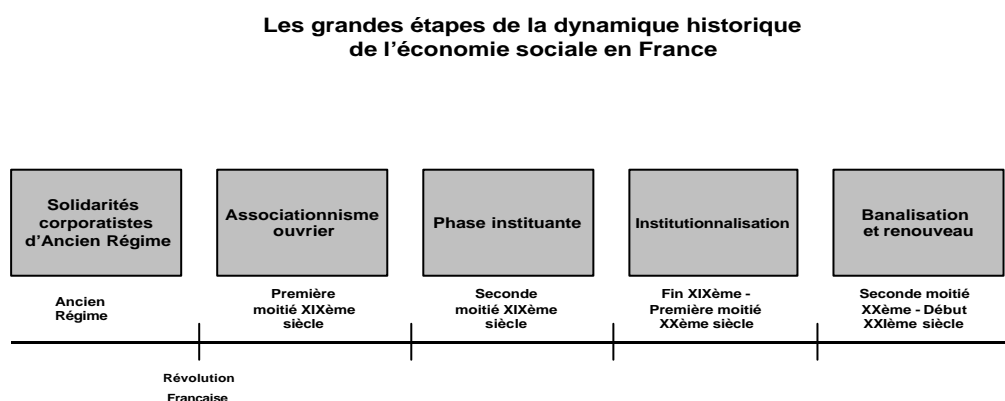 Les grandes étapes de la dynamique historique
de l’économie sociale en France
Solidarités
corporatistes
d’Ancien Régime
Associationnisme
ouvrier
Phase instituante
Institutionnalisation
Banalisation
et renouveau
Ancien
Régime
Première
moitié XIXème
siècle
Seconde
moitié XIXème
siècle
Fin XIXème -
Première moitié
XXème siècle
Seconde moitié
XXème - Début
XXIème siècle
Révolution
Française